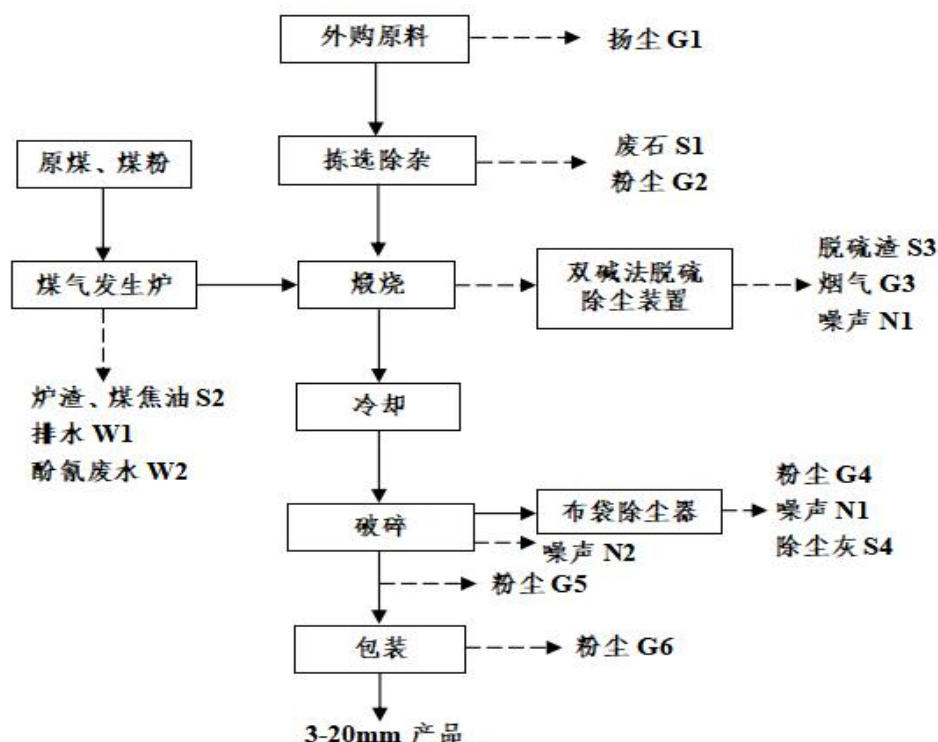 外购原料
扬尘 G1
原煤、煤粉
拣选除杂
废石 S1
粉尘 G2
煤气发生炉
煅烧
双碱法脱硫
除尘装置
脱硫渣 S3
烟气 G3
噪声 N1
炉渣、煤焦油 S2
排水 W1
酚氰废水 W2
冷却
破碎
布袋除尘器
粉尘 G4
噪声 N1
除尘灰 S4
噪声 N2
粉尘 G5
包装
粉尘 G6
3-20mm 产品